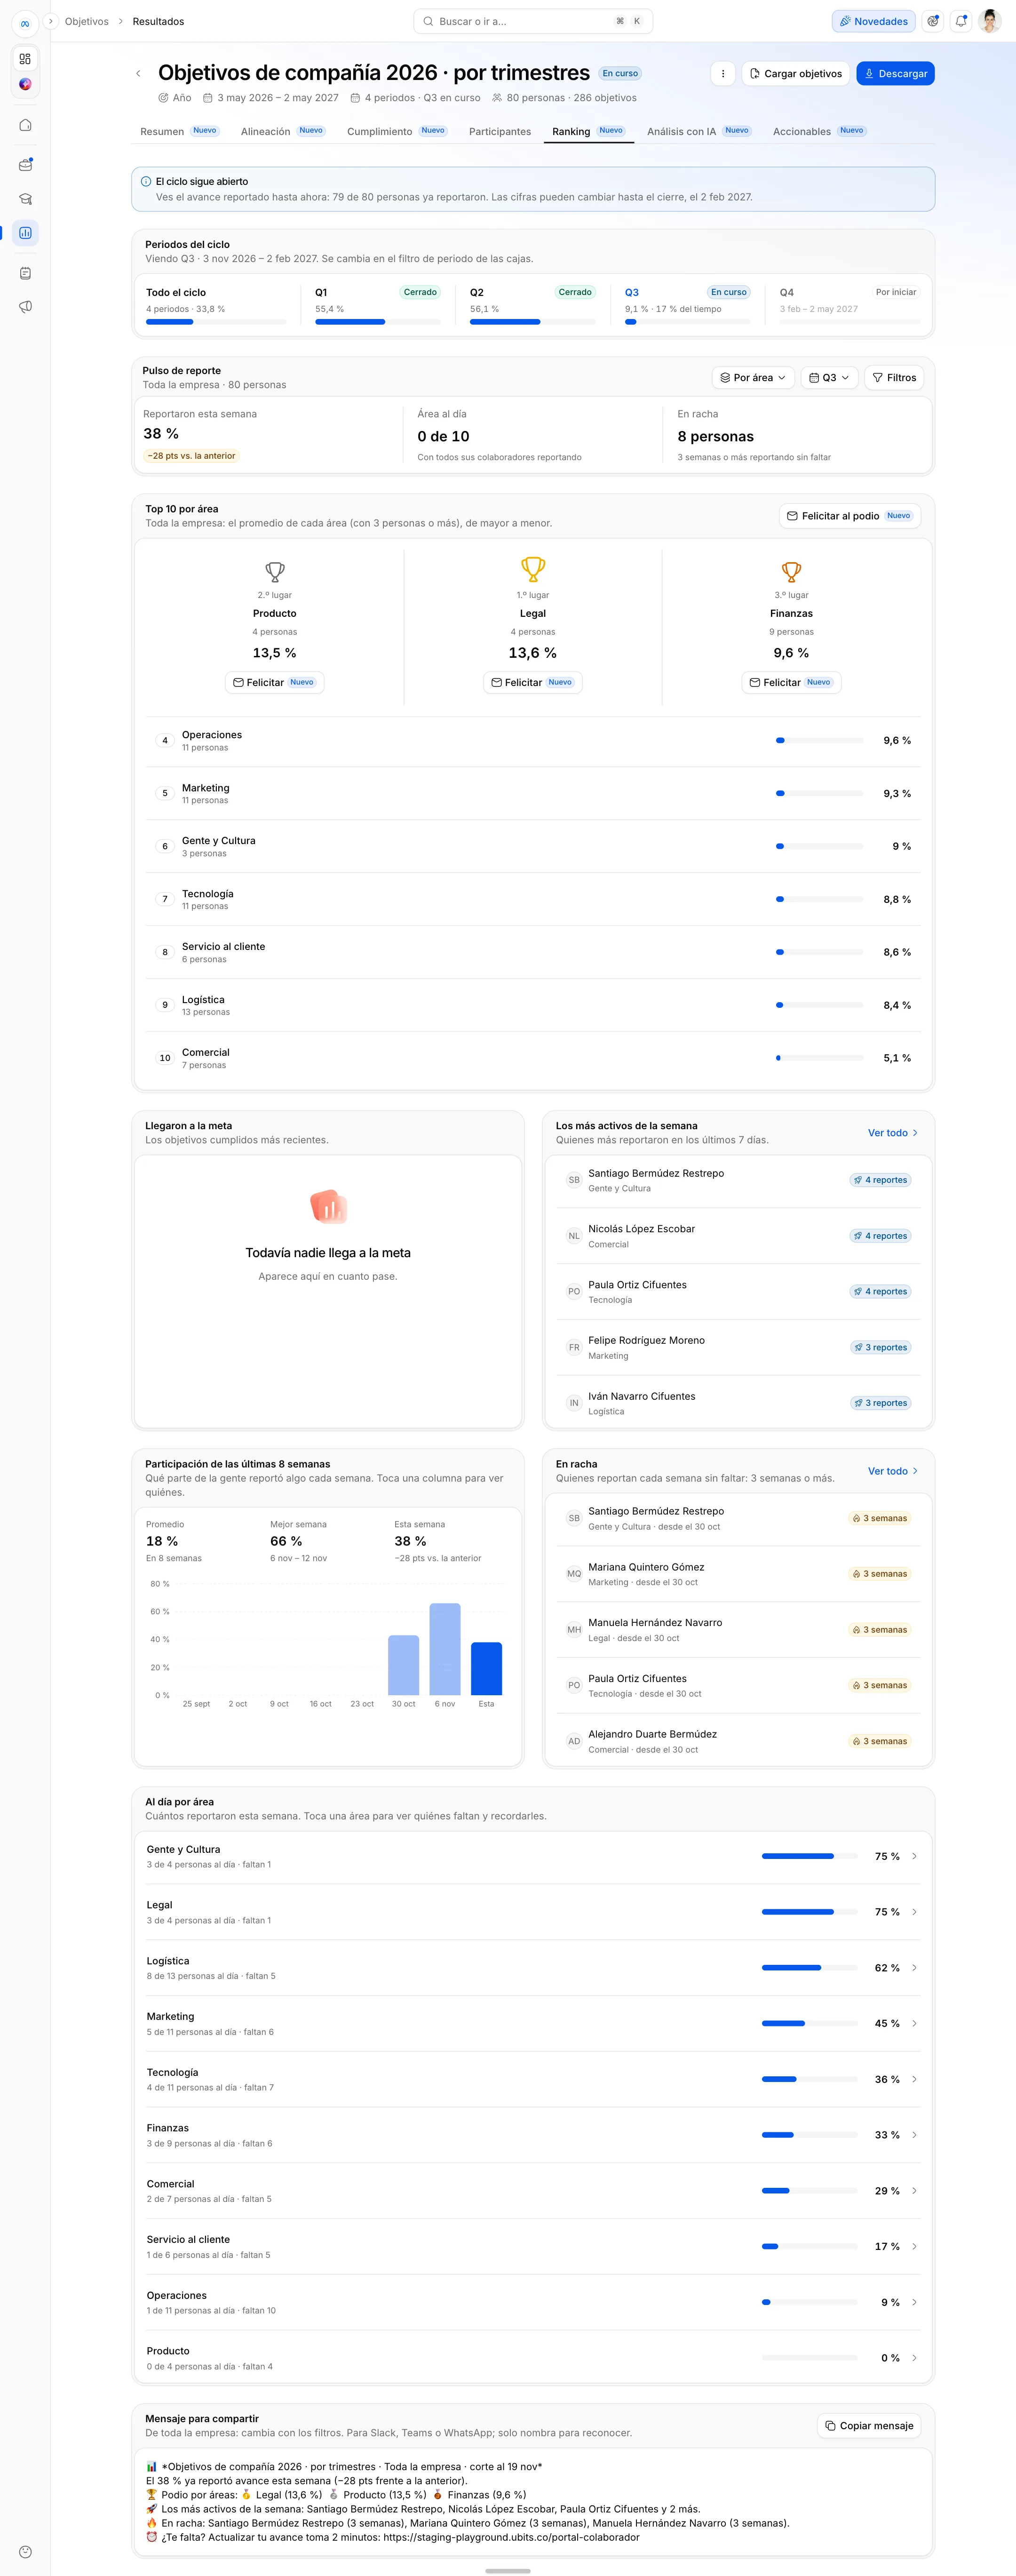 Objetivos
Resultados
Buscar o ir a...
⌘ K
Novedades
Objetivos de compañía 2026 · por trimestres
En curso
Cargar objetivos
Descargar
Año
3 may 2026 – 2 may 2027
4 periodos · Q3 en curso
80 personas · 286 objetivos
Resumen Nuevo
Alineación Nuevo
Cumplimiento Nuevo
Participantes
Ranking Nuevo
Análisis con IA Nuevo
Accionables Nuevo
El ciclo sigue abierto
Ves el avance reportado hasta ahora: 79 de 80 personas ya reportaron. Las cifras pueden cambiar hasta el cierre, el 2 feb 2027.
Periodos del ciclo
Viendo Q3 · 3 nov 2026 – 2 feb 2027. Se cambia en el filtro de periodo de las cajas.
Todo el ciclo
4 periodos · 33,8 %
Q1 Cerrado
55,4 %
Q2 Cerrado
56,1 %
Q3 En curso
9,1 % · 17 % del tiempo
Q4 Por iniciar
3 feb – 2 may 2027
Pulso de reporte
Toda la empresa · 80 personas
Por área
Q3
Filtros
Reportaron esta semana
38 %
−28 pts vs. la anterior
Área al día
0 de 10
Con todos sus colaboradores reportando
En racha
8 personas
3 semanas o más reportando sin faltar
Top 10 por área
Toda la empresa: el promedio de cada área (con 3 personas o más), de mayor a menor.
Felicitar al podio Nuevo
2.º lugar
Producto
4 personas
13,5 %
Felicitar Nuevo
1.º lugar
Legal
4 personas
13,6 %
Felicitar Nuevo
3.º lugar
Finanzas
9 personas
9,6 %
Felicitar Nuevo
4 Operaciones 9,6 %
11 personas
5 Marketing 9,3 %
11 personas
6 Gente y Cultura 9 %
3 personas
7 Tecnología 8,8 %
11 personas
8 Servicio al cliente 8,6 %
6 personas
9 Logística 8,4 %
13 personas
10 Comercial 5,1 %
7 personas
Llegaron a la meta
Los objetivos cumplidos más recientes.
Todavía nadie llega a la meta
Aparece aquí en cuanto pase.
Los más activos de la semana
Quienes más reportaron en los últimos 7 días.
Ver todo
SB Santiago Bermúdez Restrepo 4 reportes
Gente y Cultura
NL Nicolás López Escobar 4 reportes
Comercial
PO Paula Ortiz Cifuentes 4 reportes
Tecnología
FR Felipe Rodríguez Moreno 3 reportes
Marketing
IN Iván Navarro Cifuentes 3 reportes
Logística
Participación de las últimas 8 semanas
Qué parte de la gente reportó algo cada semana. Toca una columna para ver
quiénes.
Promedio
18 %
En 8 semanas
Mejor semana
66 %
6 nov – 12 nov
Esta semana
38 %
−28 pts vs. la anterior
80 %
60 %
40 %
20 %
0 %
25 sept 2 oct 9 oct 16 oct 23 oct 30 oct 6 nov Esta
En racha
Quienes reportan cada semana sin faltar: 3 semanas o más.
Ver todo
SB Santiago Bermúdez Restrepo 3 semanas
Gente y Cultura · desde el 30 oct
MQ Mariana Quintero Gómez 3 semanas
Marketing · desde el 30 oct
MH Manuela Hernández Navarro 3 semanas
Legal · desde el 30 oct
PO Paula Ortiz Cifuentes 3 semanas
Tecnología · desde el 30 oct
AD Alejandro Duarte Bermúdez 3 semanas
Comercial · desde el 30 oct
Al día por área
Cuántos reportaron esta semana. Toca una área para ver quiénes faltan y recordarles.
Gente y Cultura 75 %
3 de 4 personas al día · faltan 1
Legal 75 %
3 de 4 personas al día · faltan 1
Logística 62 %
8 de 13 personas al día · faltan 5
Marketing 45 %
5 de 11 personas al día · faltan 6
Tecnología 36 %
4 de 11 personas al día · faltan 7
Finanzas 33 %
3 de 9 personas al día · faltan 6
Comercial 29 %
2 de 7 personas al día · faltan 5
Servicio al cliente 17 %
1 de 6 personas al día · faltan 5
Operaciones 9 %
1 de 11 personas al día · faltan 10
Producto 0 %
0 de 4 personas al día · faltan 4
Mensaje para compartir
De toda la empresa: cambia con los filtros. Para Slack, Teams o WhatsApp; solo nombra para reconocer.
Copiar mensaje
📊 *Objetivos de compañía 2026 · por trimestres · Toda la empresa · corte al 19 nov*
El 38 % ya reportó avance esta semana (−28 pts frente a la anterior).
🏆 Podio por áreas: 🥇 Legal (13,6 %) 🥈 Producto (13,5 %) 🥉 Finanzas (9,6 %)
🚀 Los más activos de la semana: Santiago Bermúdez Restrepo, Nicolás López Escobar, Paula Ortiz Cifuentes y 2 más.
🔥 En racha: Santiago Bermúdez Restrepo (3 semanas), Mariana Quintero Gómez (3 semanas), Manuela Hernández Navarro (3 semanas).
⏰ ¿Te falta? Actualizar tu avance toma 2 minutos: https://staging-playground.ubits.co/portal-colaborador